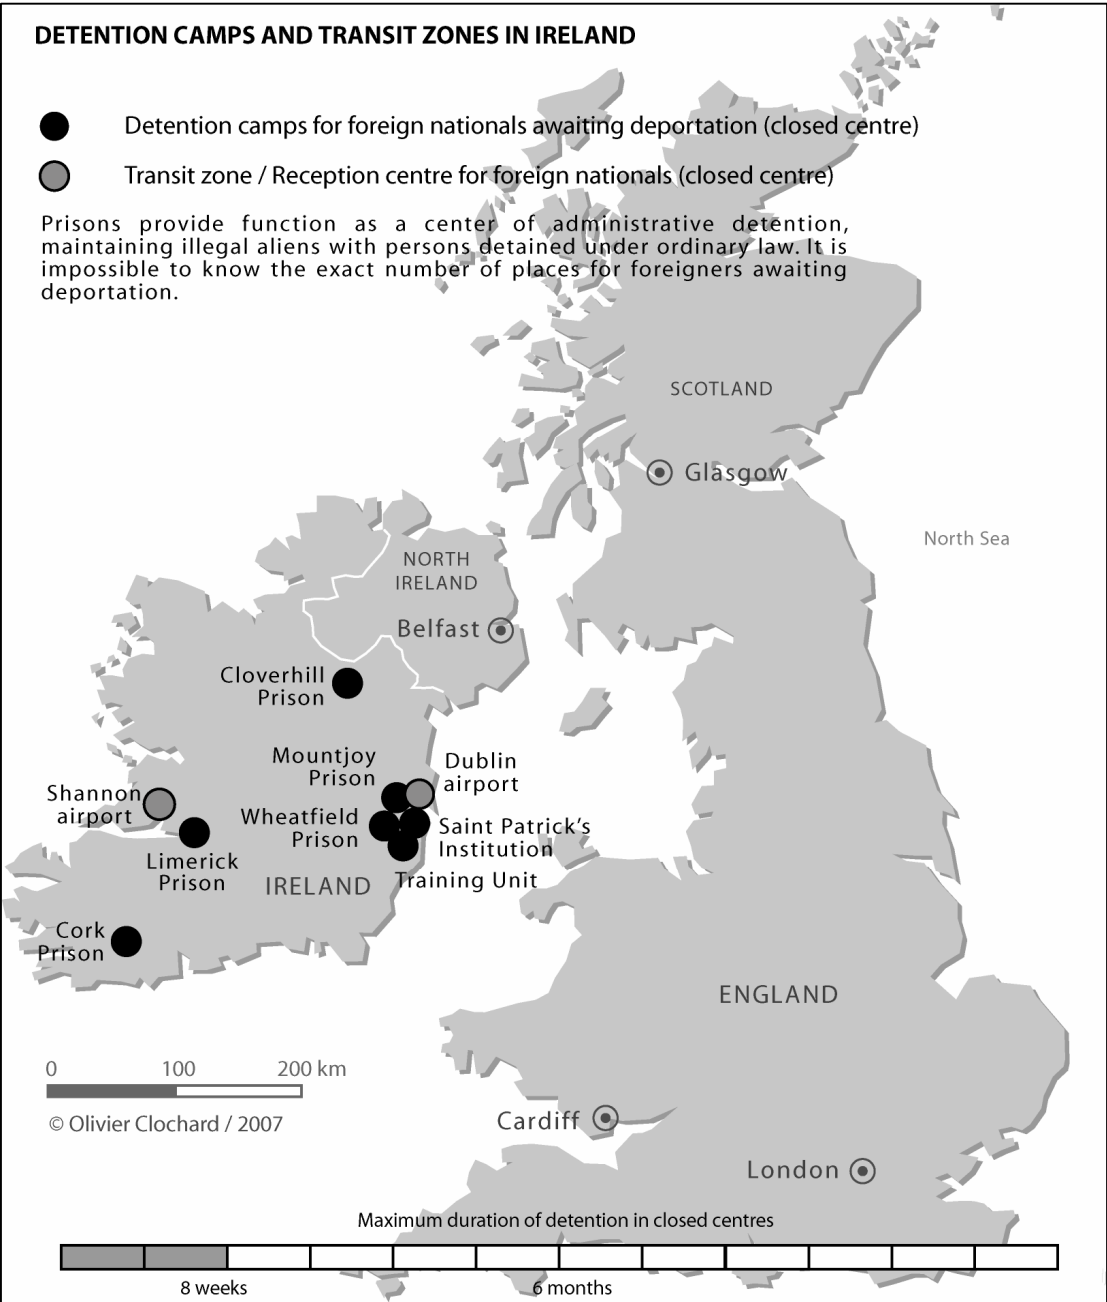 DETENTION CAMPS AND TRANSIT ZONES IN IRELAND
Detention camps for foreign nationals awaiting deportation (closed centre)
Transit zone / Reception centre for foreign nationals (closed centre)
Prisons provide function as a center of administrative detention,
maintaining illegal aliens with persons detained under ordinary law. It is
impossible to know the exact number of places for foreigners awaiting
deportation.
SCOTLAND
Glasgow
North Sea
NORTH
IRELAND
Belfast
Cloverhill
Prison
Mountjoy
Prison
Dublin
airport
Shannon
airport
Wheatfield
Prison
Saint Patrick's
Institution
Limerick
Prison
IRELAND
Training Unit
Cork
Prison
ENGLAND
0 100 200 km
© Olivier Clochard / 2007
Cardiff
London
Maximum duration of detention in closed centres
8 weeks 6 months